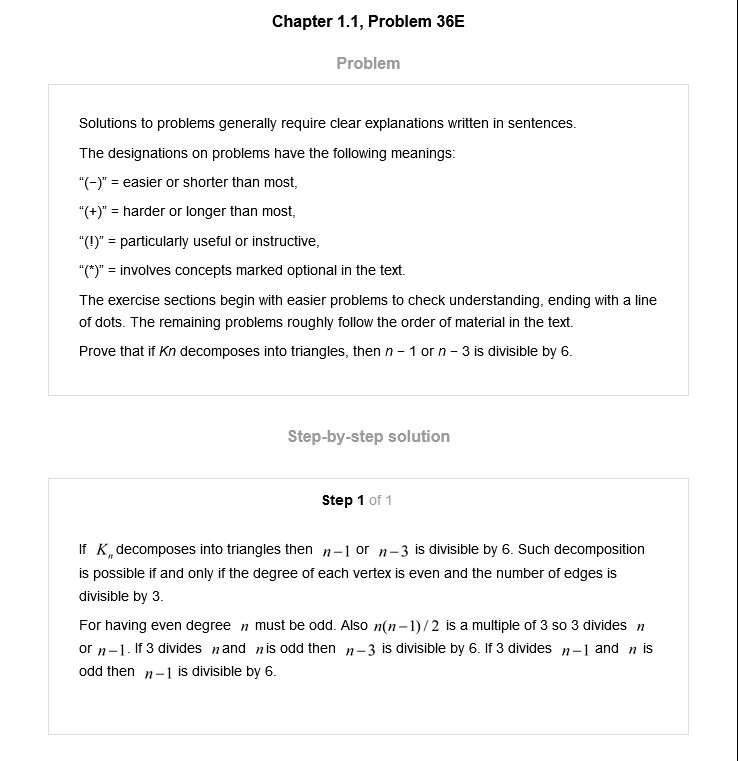 Chapter 1.1, Problem 36E
Problem
Solutions to problems generally require clear explanations written in sentences.
The designations on problems have the following meanings:
“(−)” = easier or shorter than most,
“(+)” = harder or longer than most,
“(!)” = particularly useful or instructive,
“(*)” = involves concepts marked optional in the text.
The exercise sections begin with easier problems to check understanding, ending with a line
of dots. The remaining problems roughly follow the order of material in the text.
Prove that if Kn decomposes into triangles, then n − 1 or n − 3 is divisible by 6.
Step-by-step solution
Step 1 of 1
If Kₙ decomposes into triangles then n−1 or n−3 is divisible by 6. Such decomposition
is possible if and only if the degree of each vertex is even and the number of edges is
divisible by 3.
For having even degree n must be odd. Also n(n−1)/2 is a multiple of 3 so 3 divides n
or n−1. If 3 divides n and n is odd then n−3 is divisible by 6. If 3 divides n−1 and n is
odd then n−1 is divisible by 6.